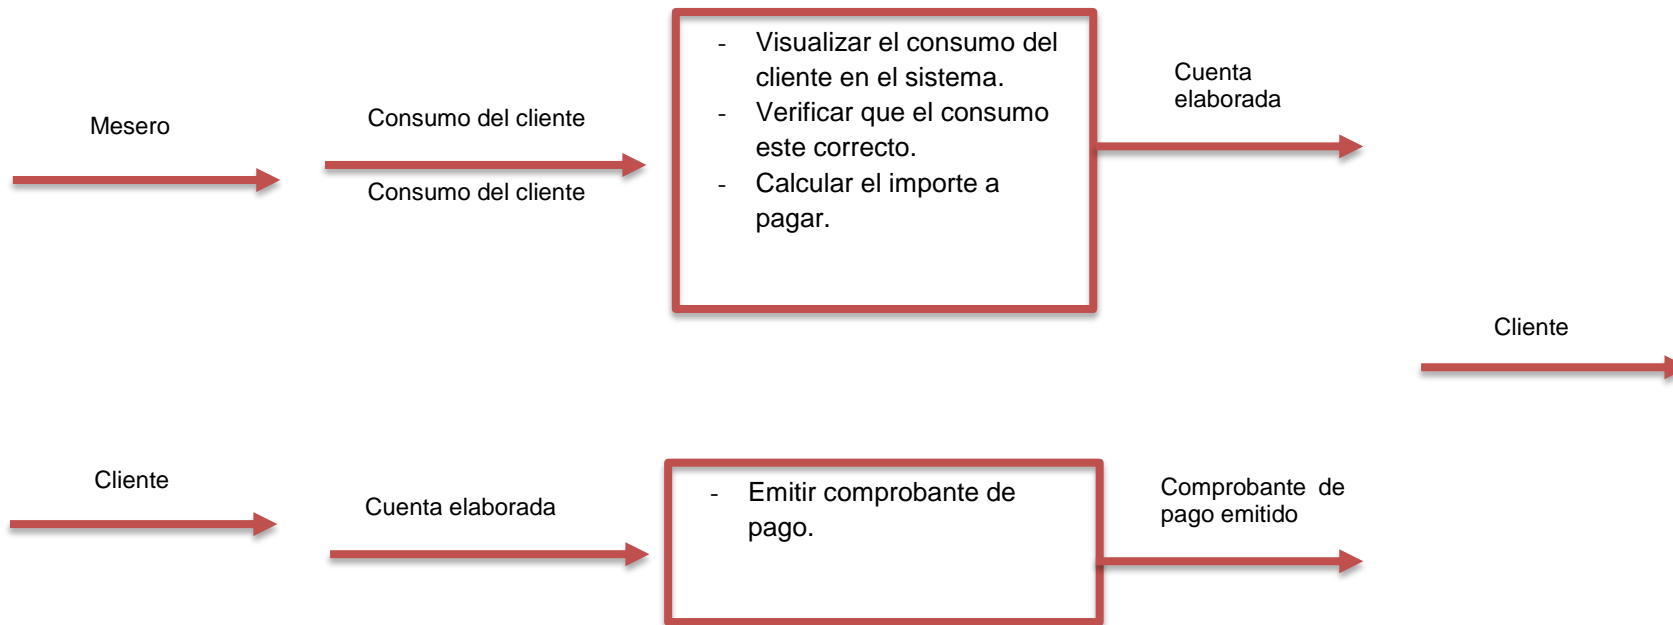 Mesero
Consumo del cliente
Consumo del cliente
- Visualizar el consumo del
cliente en el sistema.
- Verificar que el consumo
este correcto.
- Calcular el importe a
pagar.
Cuenta
elaborada
Cliente
Cliente
Cuenta elaborada
- Emitir comprobante de
pago.
Comprobante de
pago emitido